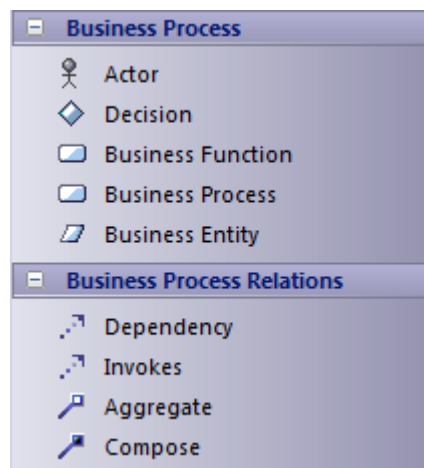 Business Process
Actor
Decision
Business Function
Business Process
Business Entity
Business Process Relations
Dependency
Invokes
Aggregate
Compose